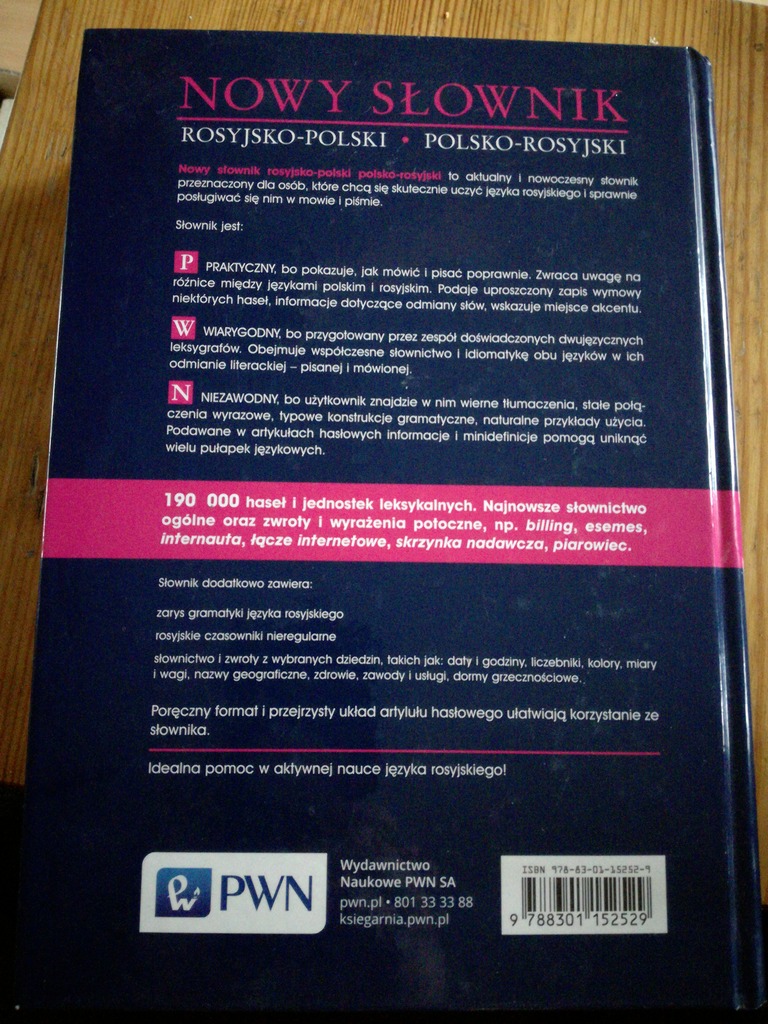 NOWY SŁOWNIK
ROSYJSKO-POLSKI • POLSKO-ROSYJSKI
Nowy słownik rosyjsko-polski polsko-rosyjski to aktualny i nowoczesny słownik
przeznaczony dla osób, które chcą się skutecznie uczyć języka rosyjskiego i sprawnie
posługiwać się nim w mowie i piśmie.
Słownik jest:
P PRAKTYCZNY, bo pokazuje, jak mówić i pisać poprawnie. Zwraca uwagę na
różnice między językami polskim i rosyjskim. Podaje uproszczony zapis wymowy
niektórych haseł, informacje dotyczące odmiany słów, wskazuje miejsce akcentu.
W WIARYGODNY, bo przygotowany przez zespół doświadczonych dwujęzycznych
leksygrafów. Obejmuje współczesne słownictwo i idiomatykę obu języków w ich
odmianie literackiej – pisanej i mówionej.
N NIEZAWODNY, bo użytkownik znajdzie w nim wierne tłumaczenia, stałe połą-
czenia wyrazowe, typowe konstrukcje gramatyczne, naturalne przykłady użycia.
Podawane w artykułach hasłowych informacje i minidefinicje pomogą uniknąć
wielu pułapek językowych.
190 000 haseł i jednostek leksykalnych. Najnowsze słownictwo
ogólne oraz zwroty i wyrażenia potoczne, np. billing, esemes,
internauta, łącze internetowe, skrzynka nadawcza, piarowiec.
Słownik dodatkowo zawiera:
zarys gramatyki języka rosyjskiego
rosyjskie czasowniki nieregularne
słownictwo i zwroty z wybranych dziedzin, takich jak: daty i godziny, liczebniki, kolory, miary
i wagi, nazwy geograficzne, zdrowie, zawody i usługi, dormy grzecznościowe.
Poręczny format i przejrzysty układ artylułu hasłowego ułatwiają korzystanie ze
słownika.
Idealna pomoc w aktywnej nauce języka rosyjskiego!
PWN
Wydawnictwo
Naukowe PWN SA
pwn.pl • 801 33 33 88
ksiegarnia.pwn.pl
ISBN 978-83-01-15252-9
9 788301 152529